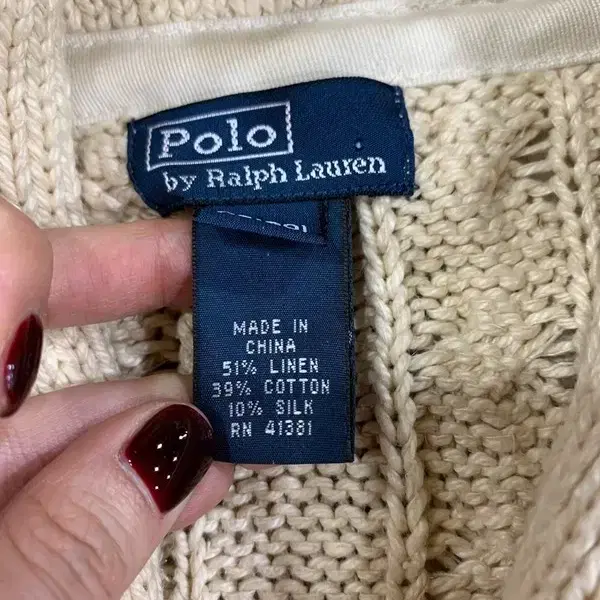 Polo
by Ralph Lauren
MADE IN
CHINA
51% LINEN
39% COTTON
10% SILK
RN 41381